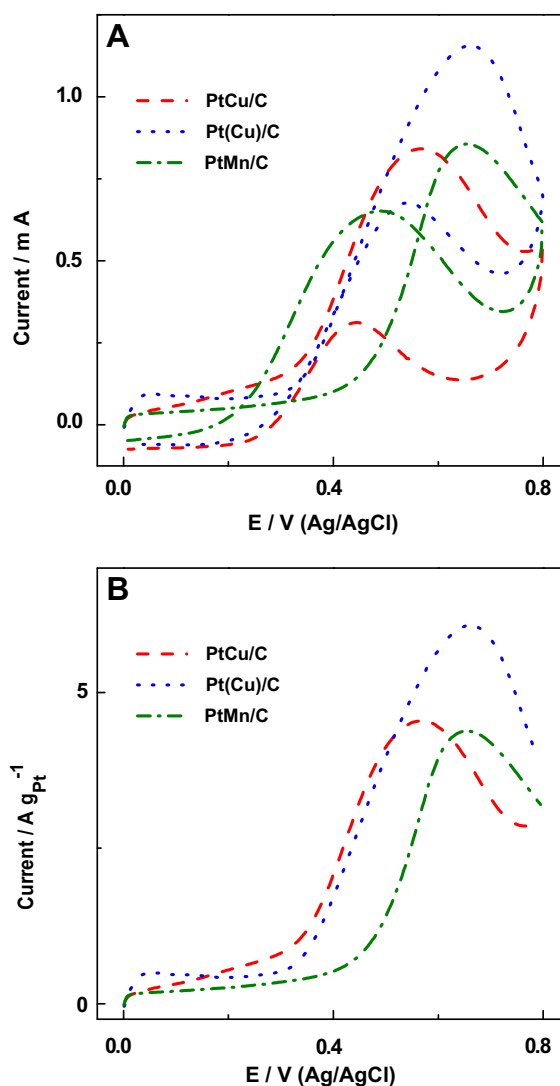 A
1.0
PtCu/C
Pt(Cu)/C
PtMn/C
0.5
Current / m A
0.0
0.0 0.4 0.8
E / V (Ag/AgCl)
B
PtCu/C
5
Pt(Cu)/C
PtMn/C
Current / A g_Pt^-1
0
0.0 0.4 0.8
E / V (Ag/AgCl)